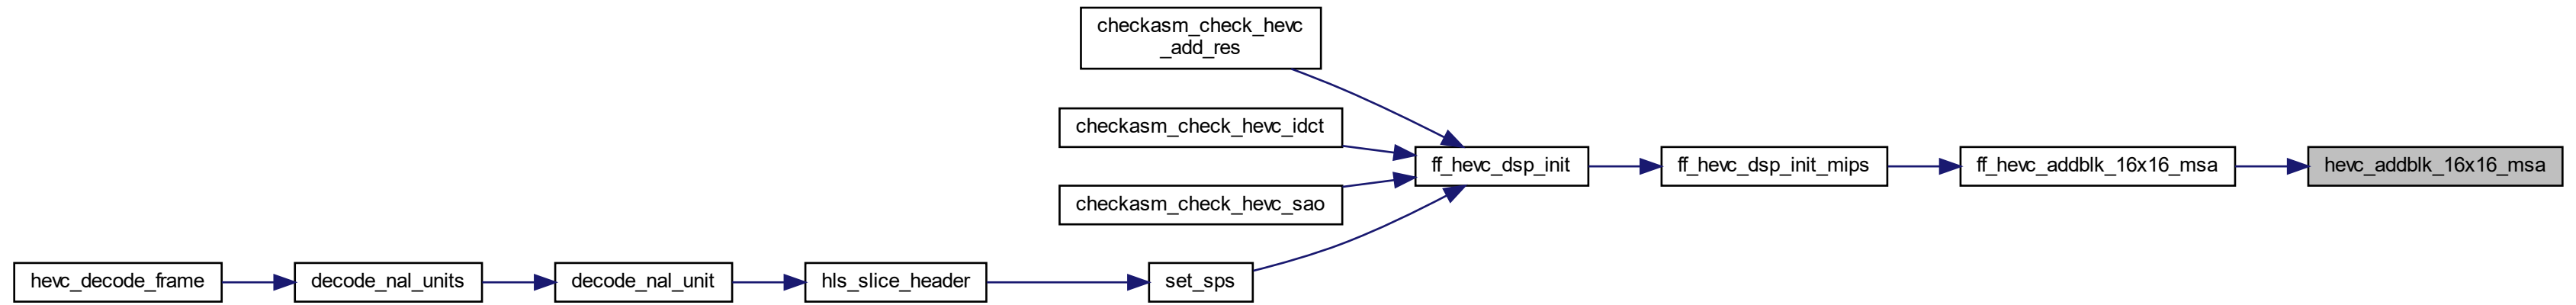 checkasm_check_hevc
_add_res
checkasm_check_hevc_idct
ff_hevc_dsp_init
ff_hevc_dsp_init_mips
ff_hevc_addblk_16x16_msa
hevc_addblk_16x16_msa
checkasm_check_hevc_sao
hevc_decode_frame
decode_nal_units
decode_nal_unit
hls_slice_header
set_sps